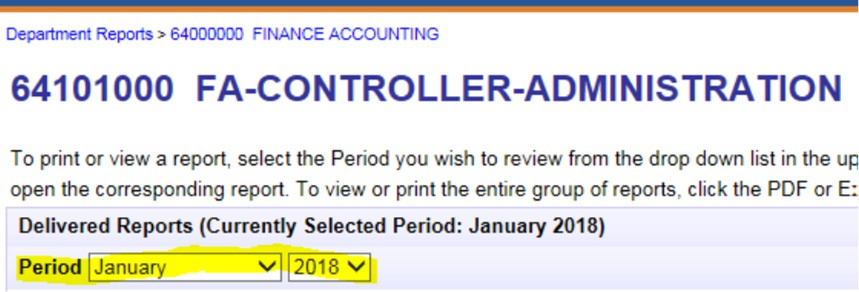 Department Reports > 64000000 FINANCE ACCOUNTING
64101000 FA-CONTROLLER-ADMINISTRATION
To print or view a report, select the Period you wish to review from the drop down list in the
open the corresponding report. To view or print the entire group of reports, click the PDF or
Delivered Reports (Currently Selected Period: January 2018)
Period January 2018